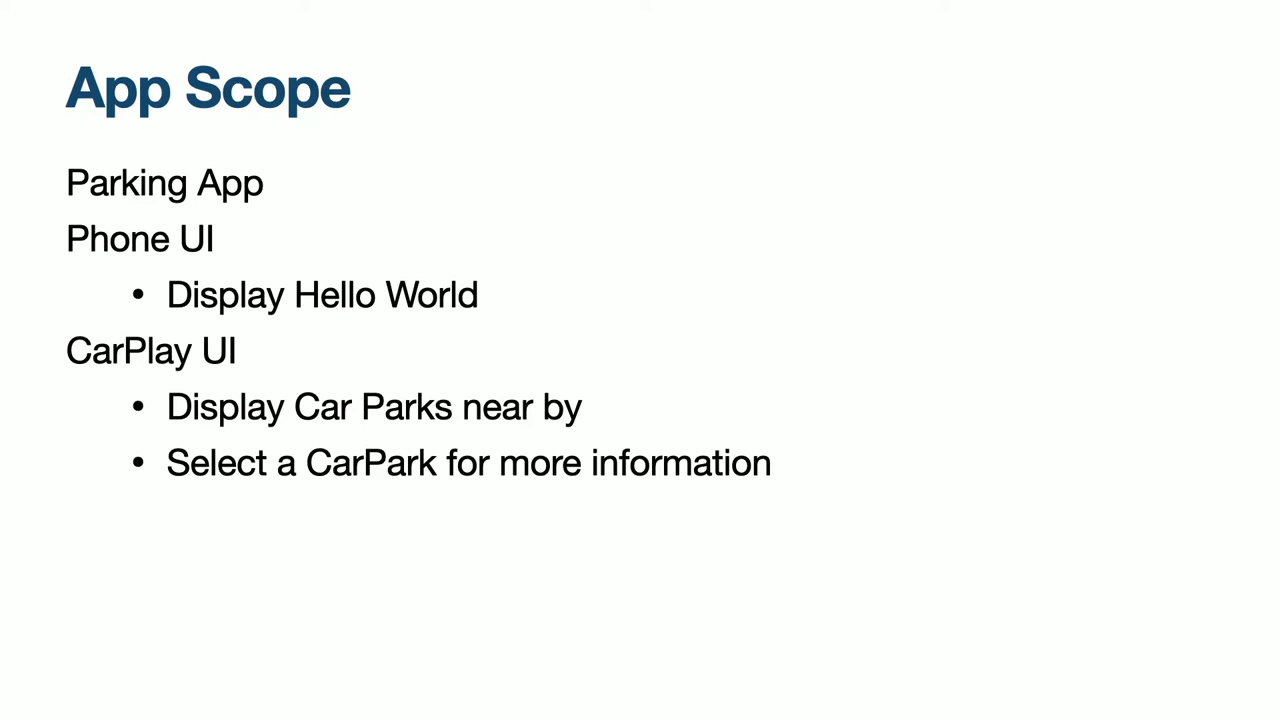 App Scope
Parking App
Phone UI
• Display Hello World
CarPlay UI
• Display Car Parks near by
• Select a CarPark for more information